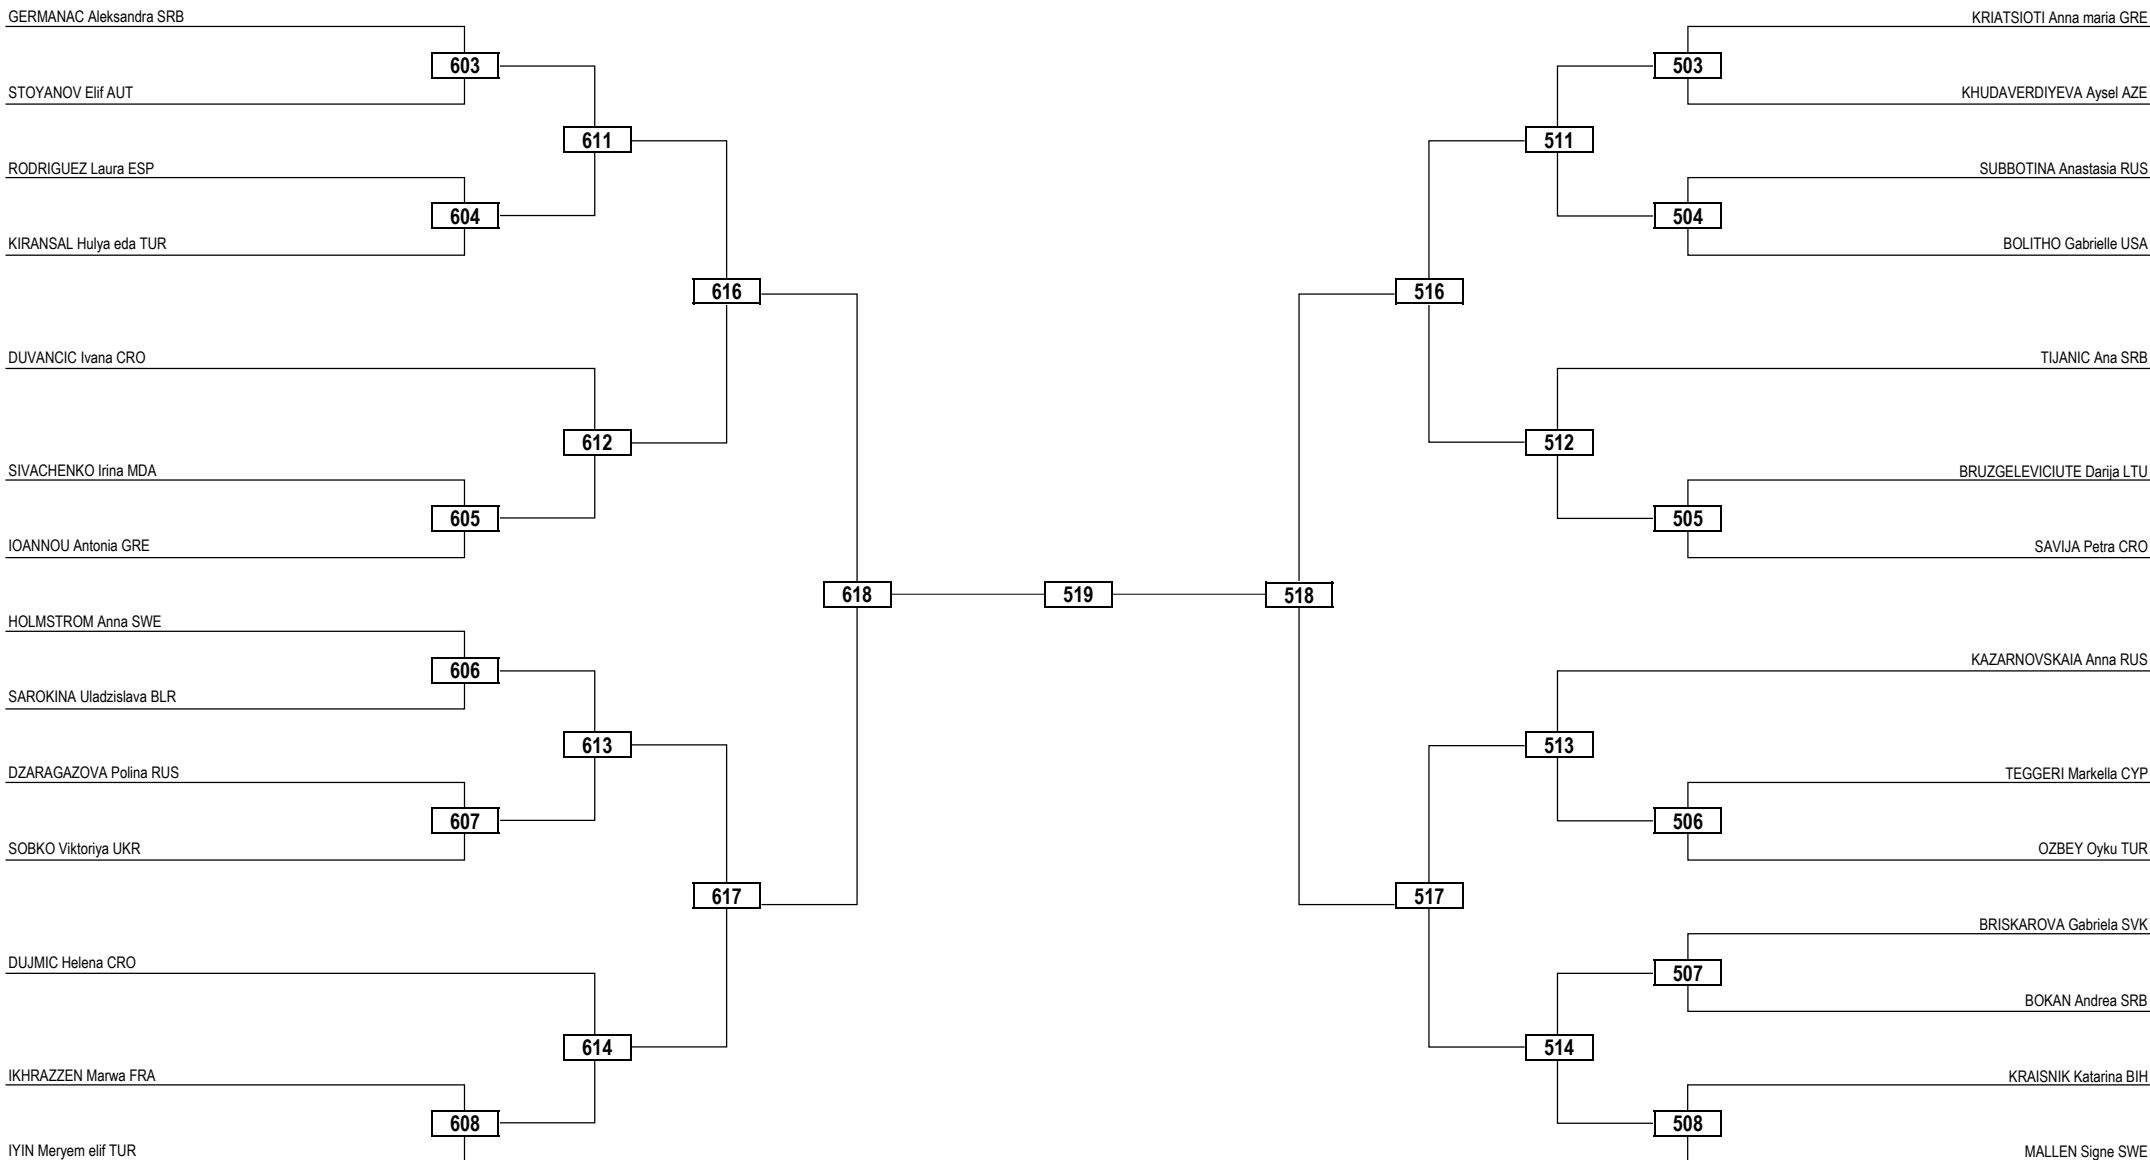 GERMANAC Aleksandra SRB
KRIATSIOTI Anna maria GRE
603
503
STOYANOV Elif AUT
KHUDAVERDIYEVA Aysel AZE
611
511
RODRIGUEZ Laura ESP
SUBBOTINA Anastasia RUS
604
504
KIRANSAL Hulya eda TUR
BOLITHO Gabrielle USA
616
516
DUVANCIC Ivana CRO
TIJANIC Ana SRB
612
512
SIVACHENKO Irina MDA
BRUZGELEVICIUTE Darija LTU
605
505
IOANNOU Antonia GRE
SAVIJA Petra CRO
618
519
518
HOLMSTROM Anna SWE
KAZARNOVSKAIA Anna RUS
606
SAROKINA Uladzislava BLR
613
513
DZARAGAZOVA Polina RUS
TEGGERI Markella CYP
607
506
SOBKO Viktoriya UKR
OZBEY Oyku TUR
617
517
BRISKAROVA Gabriela SVK
DUJMIC Helena CRO
507
BOKAN Andrea SRB
614
514
IKHRAZZEN Marwa FRA
KRAISNIK Katarina BIH
608
508
IYIN Meryem elif TUR
MALLEN Signe SWE